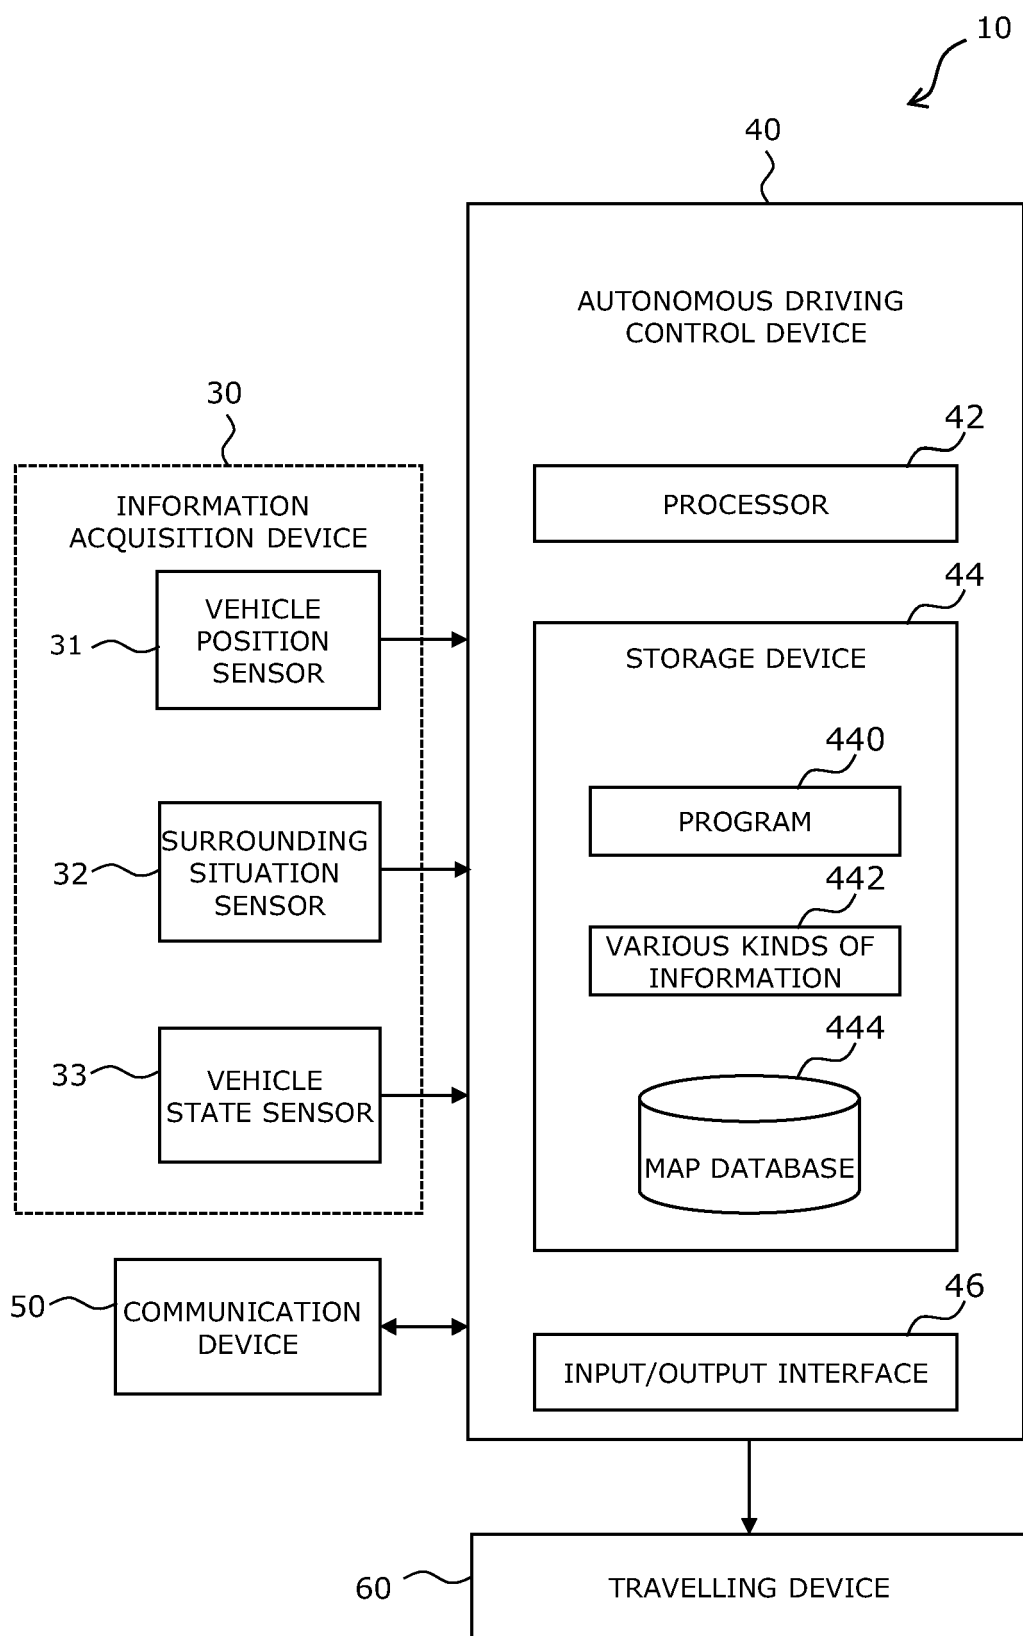 10
40
AUTONOMOUS DRIVING
CONTROL DEVICE
30
INFORMATION
ACQUISITION DEVICE
42
PROCESSOR
31
VEHICLE
POSITION
SENSOR
44
STORAGE DEVICE
440
PROGRAM
32
SURROUNDING
SITUATION
SENSOR
442
VARIOUS KINDS OF
INFORMATION
33
VEHICLE
STATE SENSOR
444
MAP DATABASE
50
COMMUNICATION
DEVICE
46
INPUT/OUTPUT INTERFACE
60
TRAVELLING DEVICE